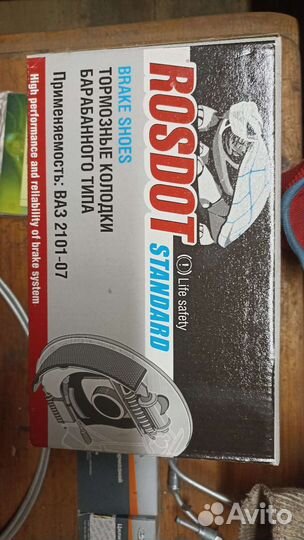 ROSDOT
STANDARD
Life safety
BRAKE SHOES
ТОРМОЗНЫЕ КОЛОДКИ
БАРАБАННОГО ТИПА
Применяемость: ВАЗ 2101-07
High performance and reliability of brake system
Avito